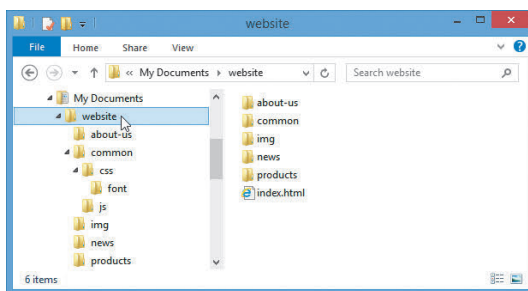 website
File Home Share View
« My Documents website Search website
My Documents
website
about-us
common
css
font
js
img
news
products
about-us
common
img
news
products
index.html
6 items